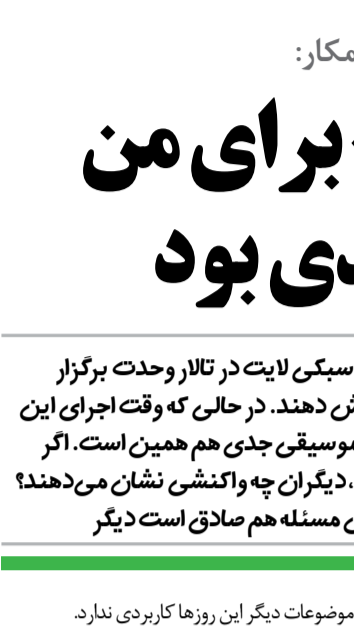 برای من
بود
سبکی لایت در تالار وحدت برگزار
دهند. در حالی که وقت اجرای این
موسیقی جدی هم همین است. اگر
، دیگران چه واکنشی نشان می‌دهند؟
مسئله هم صادق است دیگر
موضوعات دیگر این روزها کاربردی ندارد.